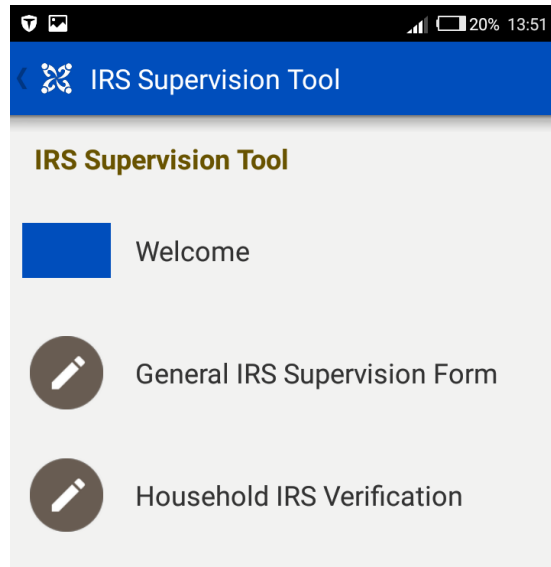 20% 13:51
IRS Supervision Tool
IRS Supervision Tool
Welcome
General IRS Supervision Form
Household IRS Verification